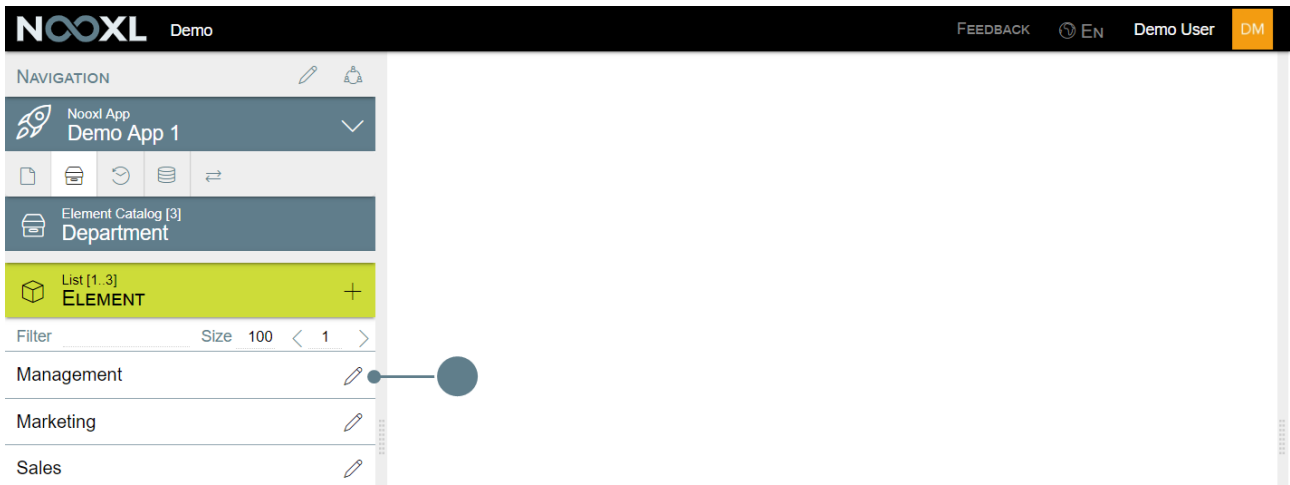 NOOXL Demo FEEDBACK EN Demo User DM
NAVIGATION
Nooxl App
Demo App 1
Element Catalog [3]
Department
List [1..3]
ELEMENT
Filter Size 100 1
Management
Marketing
Sales